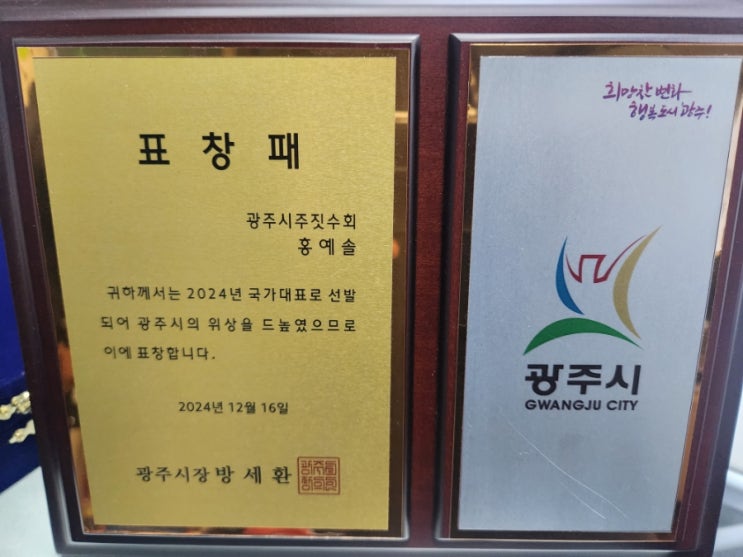 표창패
광주시주짓수회
홍예솔
귀하께서는 2024년 국가대표로 선발
되어 광주시의 위상을 드높였으므로
이에 표창합니다.
2024년 12월 16일
광주시장 방세환
희망찬 변화
행복도시 광주!
광주시
GWANGJU CITY